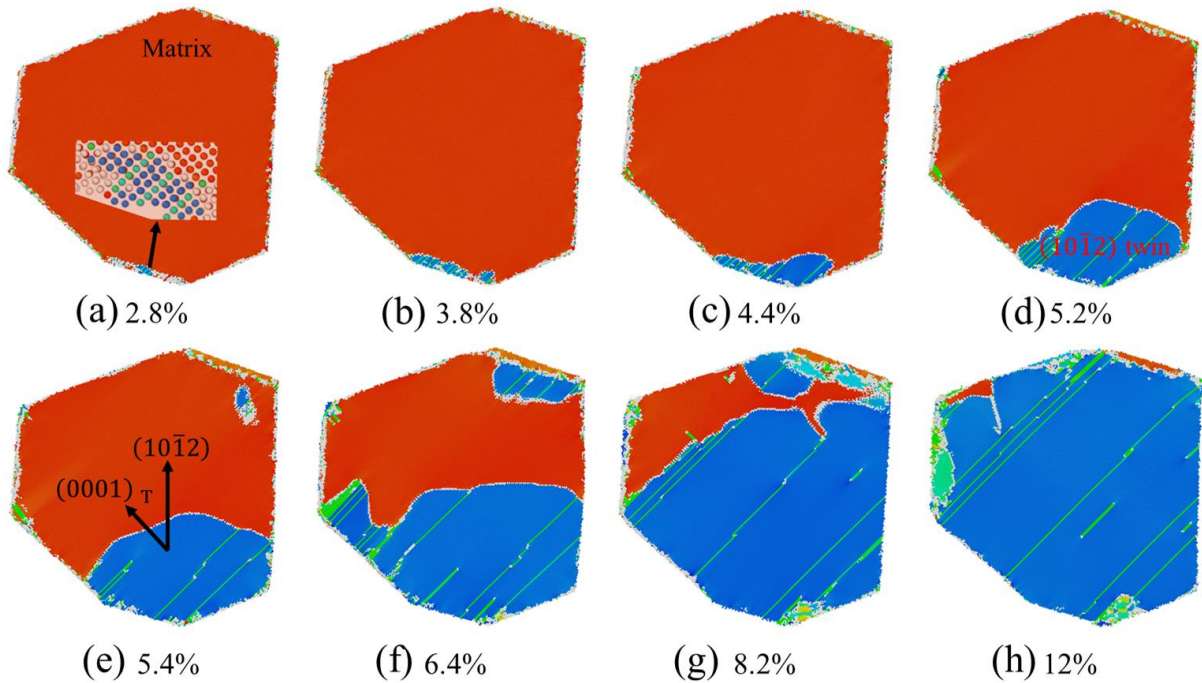 Matrix
(a) 2.8%
(b) 3.8%
(c) 4.4%
(101̄2) twin
(d) 5.2%
(101̄2)
(0001) T
(e) 5.4%
(f) 6.4%
(g) 8.2%
(h) 12%